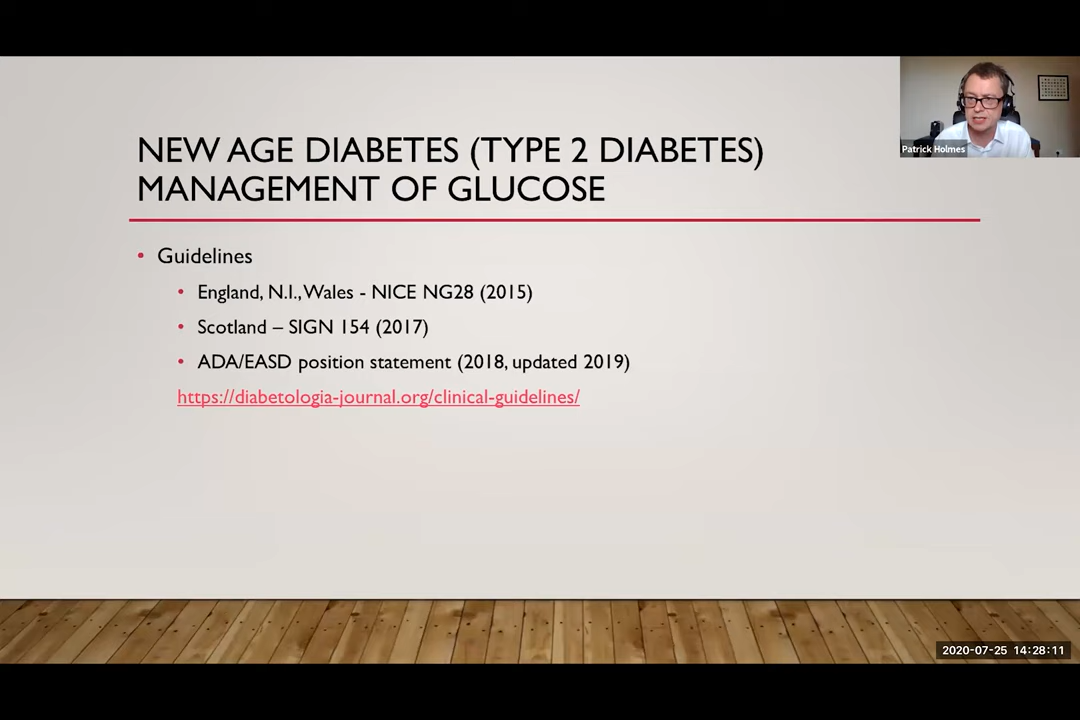 Patrick Holmes
NEW AGE DIABETES (TYPE 2 DIABETES)
MANAGEMENT OF GLUCOSE
• Guidelines
• England, N.I., Wales - NICE NG28 (2015)
• Scotland – SIGN 154 (2017)
• ADA/EASD position statement (2018, updated 2019)
https://diabetologia-journal.org/clinical-guidelines/
2020-07-25 14:28:11